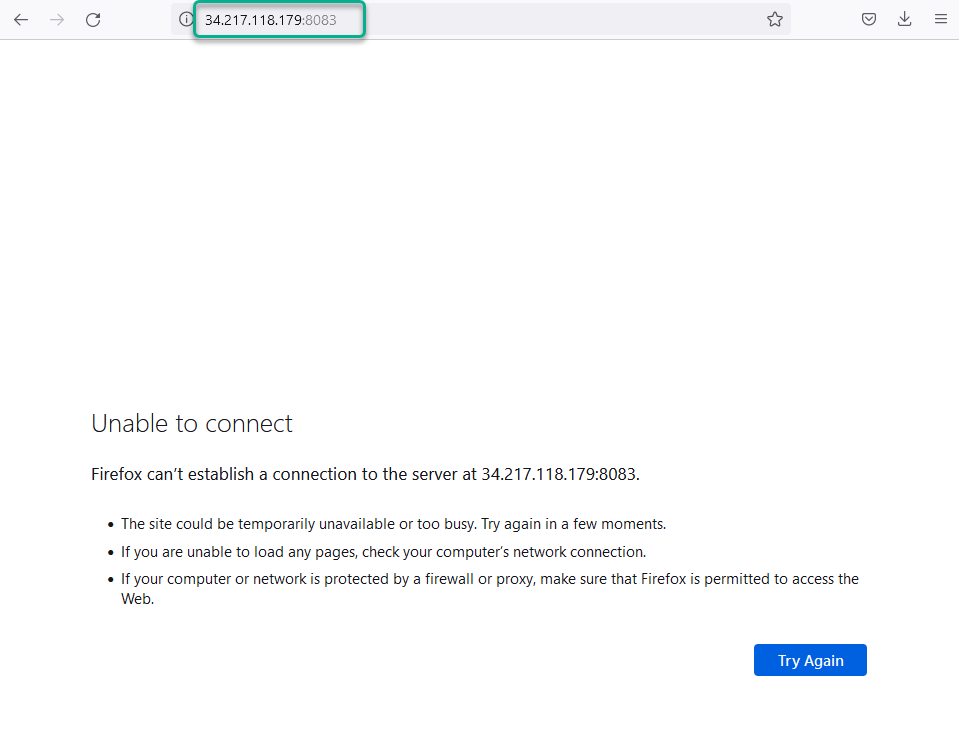 34.217.118.179:8083
Unable to connect
Firefox can’t establish a connection to the server at 34.217.118.179:8083.
• The site could be temporarily unavailable or too busy. Try again in a few moments.
• If you are unable to load any pages, check your computer’s network connection.
• If your computer or network is protected by a firewall or proxy, make sure that Firefox is permitted to access the
Web.
Try Again